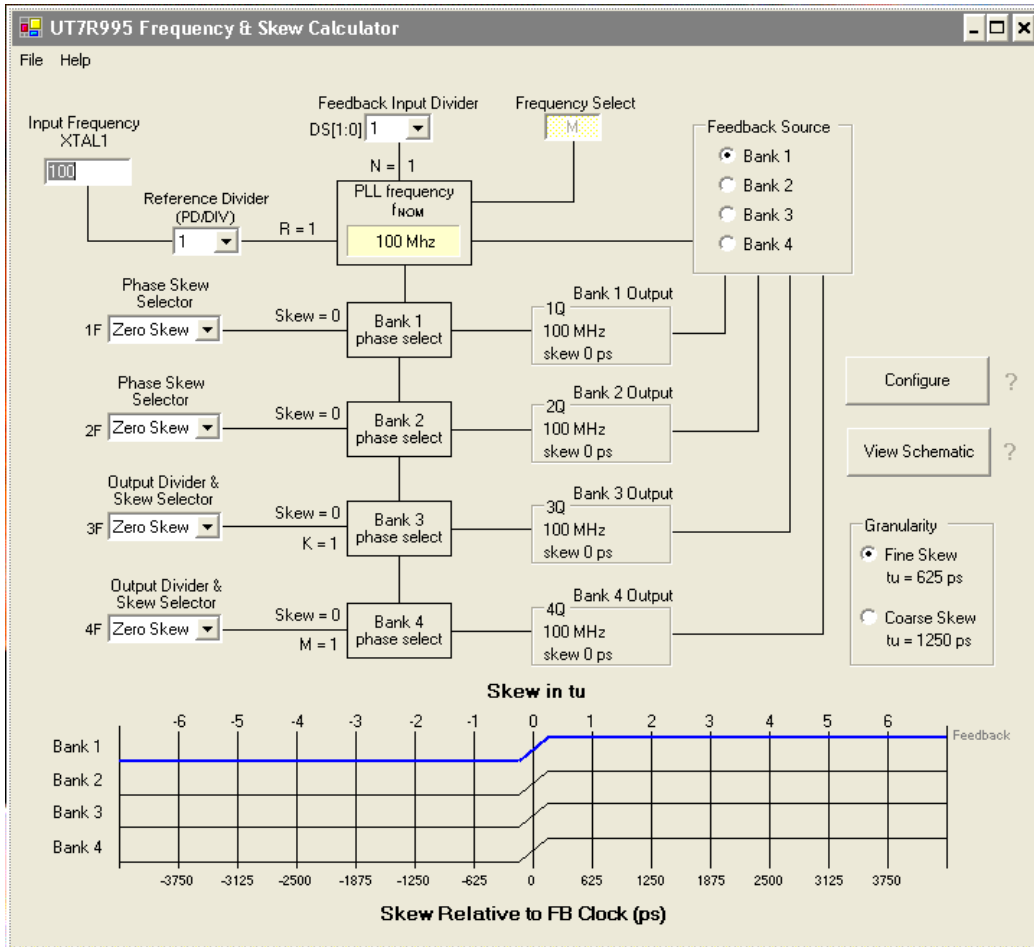 UT7R995 Frequency & Skew Calculator
File Help
Feedback Input Divider
DS[1:0] 1
N = 1
Frequency Select
M
Input Frequency
XTAL1
100
Reference Divider
(PD/DIV)
1
R = 1
PLL frequency
fNOM
100 Mhz
Feedback Source
Bank 1
Bank 2
Bank 3
Bank 4
Phase Skew
Selector
1F Zero Skew
Skew = 0
Bank 1
phase select
Bank 1 Output
1Q
100 MHz
skew 0 ps
Phase Skew
Selector
2F Zero Skew
Skew = 0
Bank 2
phase select
Bank 2 Output
2Q
100 MHz
skew 0 ps
Output Divider &
Skew Selector
3F Zero Skew
Skew = 0
K = 1
Bank 3
phase select
Bank 3 Output
3Q
100 MHz
skew 0 ps
Output Divider &
Skew Selector
4F Zero Skew
Skew = 0
M = 1
Bank 4
phase select
Bank 4 Output
4Q
100 MHz
skew 0 ps
Configure ?
View Schematic ?
Granularity
Fine Skew
tu = 625 ps
Coarse Skew
tu = 1250 ps
Skew in tu
-6 -5 -4 -3 -2 -1 0 1 2 3 4 5 6
Bank 1
Feedback
Bank 2
Bank 3
Bank 4
-3750 -3125 -2500 -1875 -1250 -625 0 625 1250 1875 2500 3125 3750
Skew Relative to FB Clock (ps)